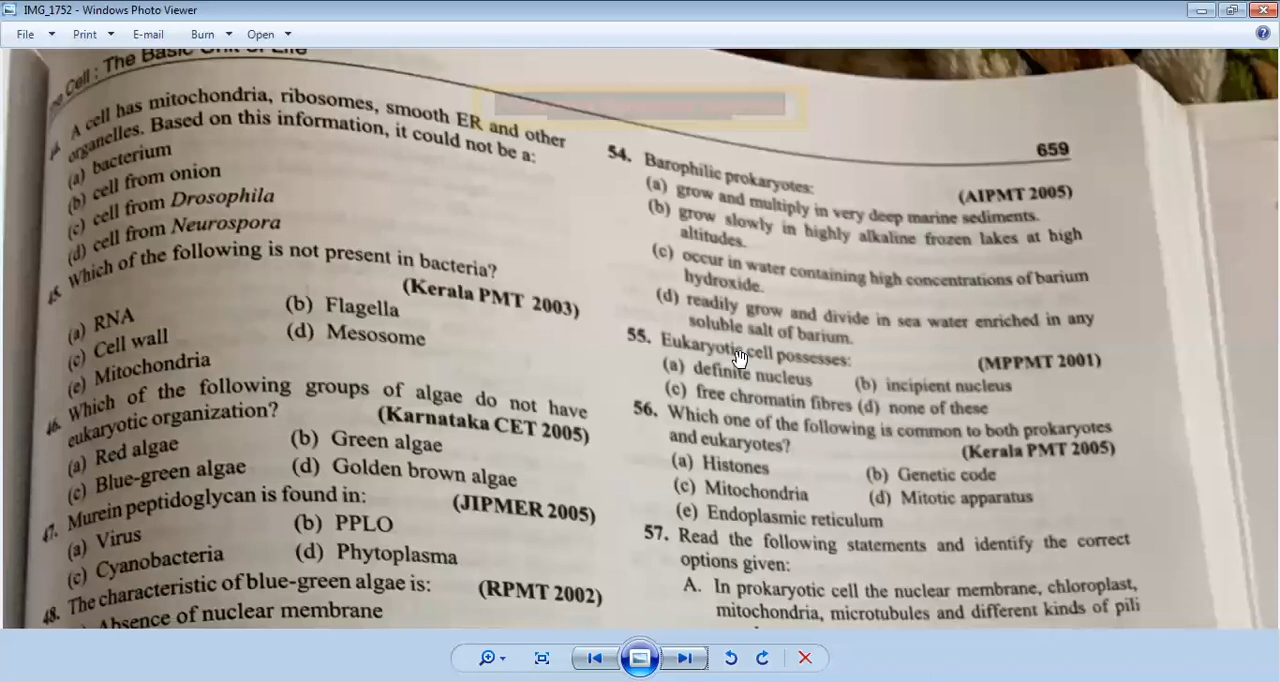 IMG_1752 - Windows Photo Viewer
File Print E-mail Burn Open
Cell : The Basic Unit of Life
A cell has mitochondria, ribosomes, smooth ER and other
organelles. Based on this information, it could not be a:
(a) bacterium
(b) cell from onion
(c) cell from Drosophila
(d) cell from Neurospora
45. Which of the following is not present in bacteria?
(Kerala PMT 2003)
(a) RNA (b) Flagella
(c) Cell wall (d) Mesosome
(e) Mitochondria
46. Which of the following groups of algae do not have
eukaryotic organization? (Karnataka CET 2005)
(a) Red algae (b) Green algae
(c) Blue-green algae (d) Golden brown algae
47. Murein peptidoglycan is found in: (JIPMER 2005)
(a) Virus (b) PPLO
(c) Cyanobacteria (d) Phytoplasma
48. The characteristic of blue-green algae is: (RPMT 2002)
Absence of nuclear membrane
659
54. Barophilic prokaryotes: (AIPMT 2005)
(a) grow and multiply in very deep marine sediments.
(b) grow slowly in highly alkaline frozen lakes at high
altitudes.
(c) occur in water containing high concentrations of barium
hydroxide.
(d) readily grow and divide in sea water enriched in any
soluble salt of barium.
55. Eukaryotic cell possesses: (MPPMT 2001)
(a) definite nucleus (b) incipient nucleus
(c) free chromatin fibres (d) none of these
56. Which one of the following is common to both prokaryotes
and eukaryotes? (Kerala PMT 2005)
(a) Histones (b) Genetic code
(c) Mitochondria (d) Mitotic apparatus
(e) Endoplasmic reticulum
57. Read the following statements and identify the correct
options given:
A. In prokaryotic cell the nuclear membrane, chloroplast,
mitochondria, microtubules and different kinds of pili